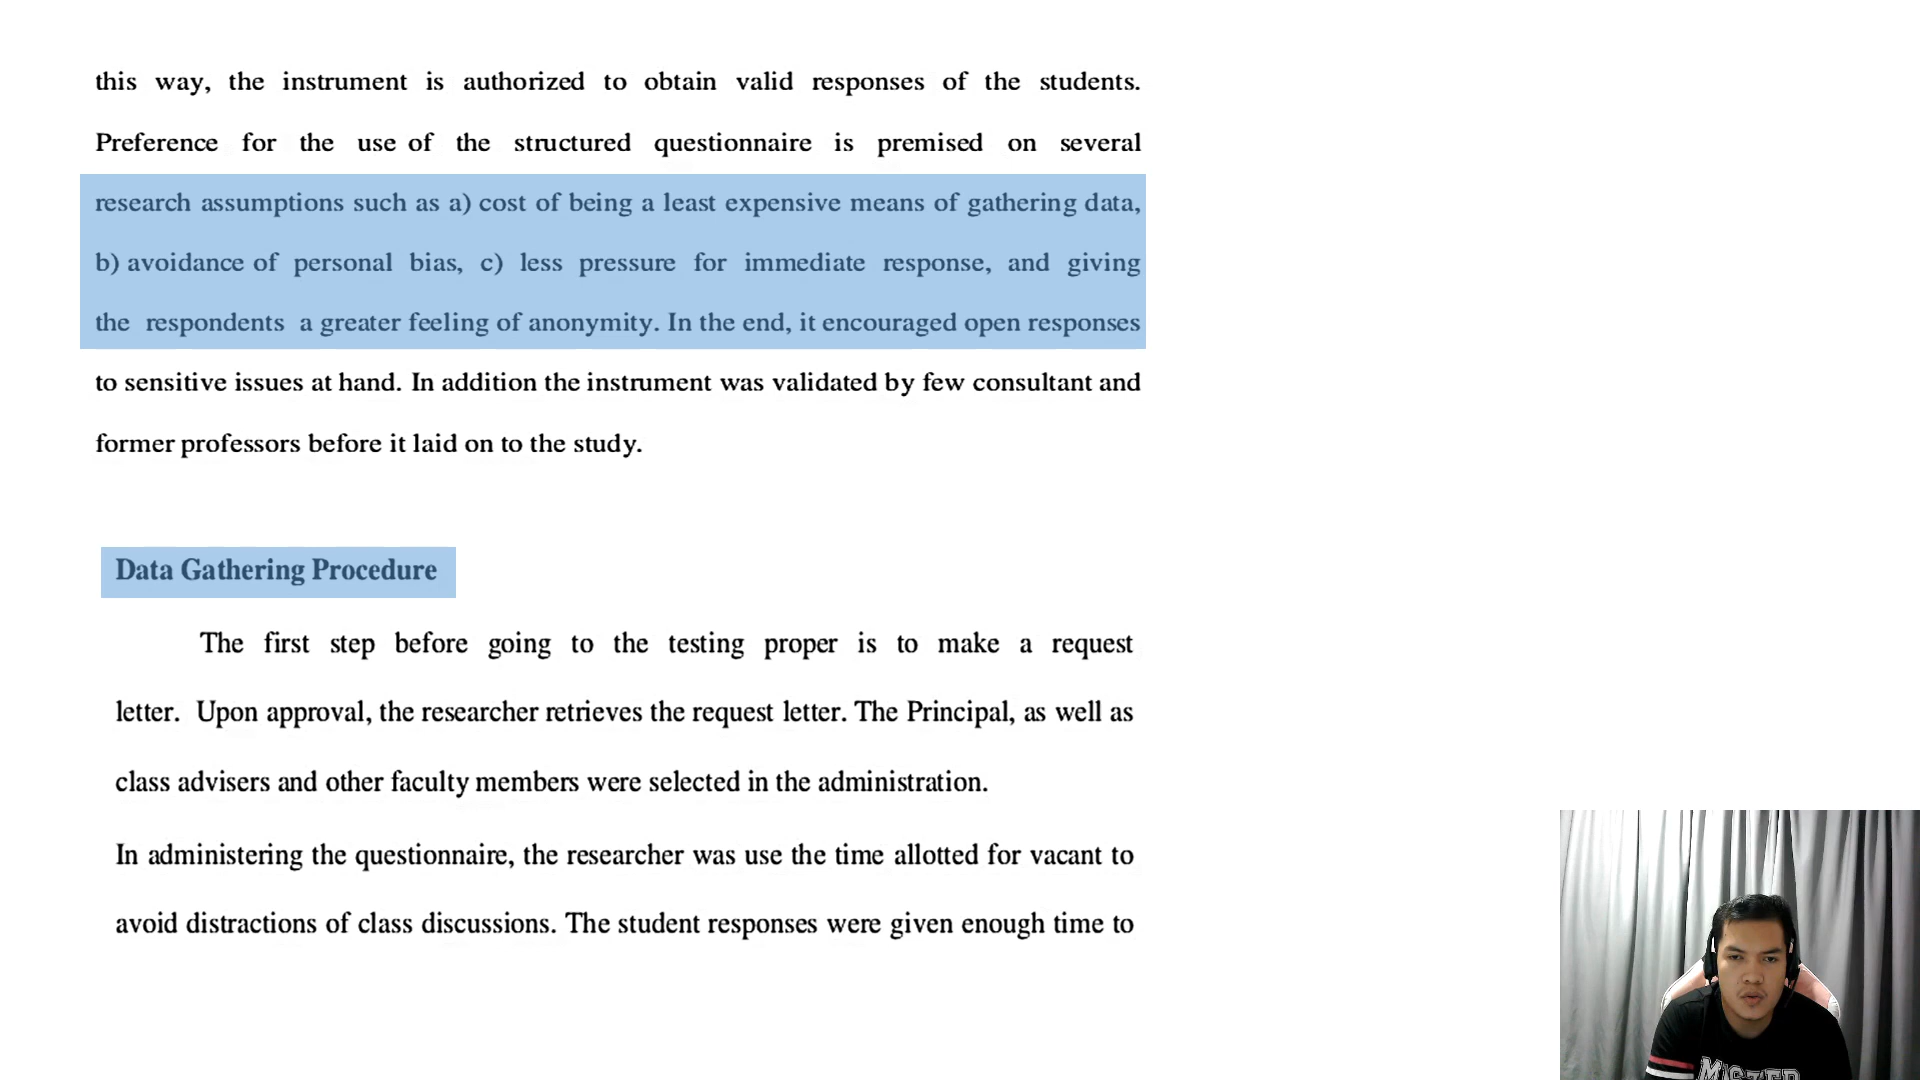 this way, the instrument is authorized to obtain valid responses of the students.
Preference for the use of the structured questionnaire is premised on several
research assumptions such as a) cost of being a least expensive means of gathering data,
b) avoidance of personal bias, c) less pressure for immediate response, and giving
the respondents a greater feeling of anonymity. In the end, it encouraged open responses
to sensitive issues at hand. In addition the instrument was validated by few consultant and
former professors before it laid on to the study.
Data Gathering Procedure
The first step before going to the testing proper is to make a request
letter. Upon approval, the researcher retrieves the request letter. The Principal, as well as
class advisers and other faculty members were selected in the administration.
In administering the questionnaire, the researcher was use the time allotted for vacant to
avoid distractions of class discussions. The student responses were given enough time to